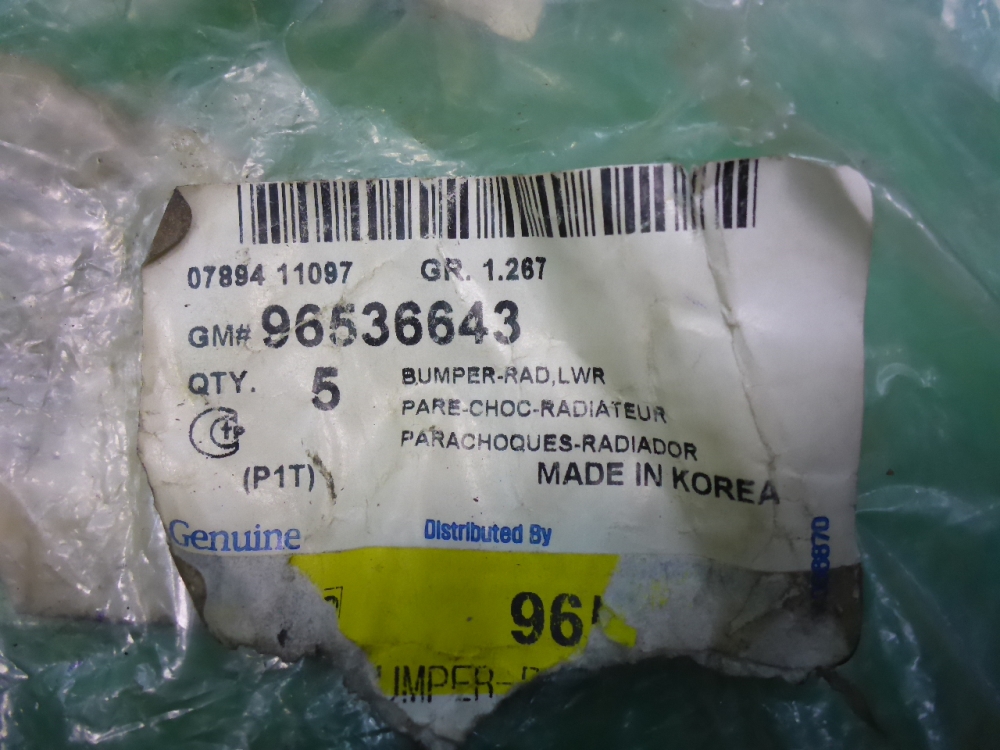 07894 11097 GR. 1.267
GM# 96536643
QTY. 5
BUMPER-RAD,LWR
PARE-CHOC-RADIATEUR
PARACHOQUES-RADIADOR
(P1T)
MADE IN KOREA
Genuine
Distributed By